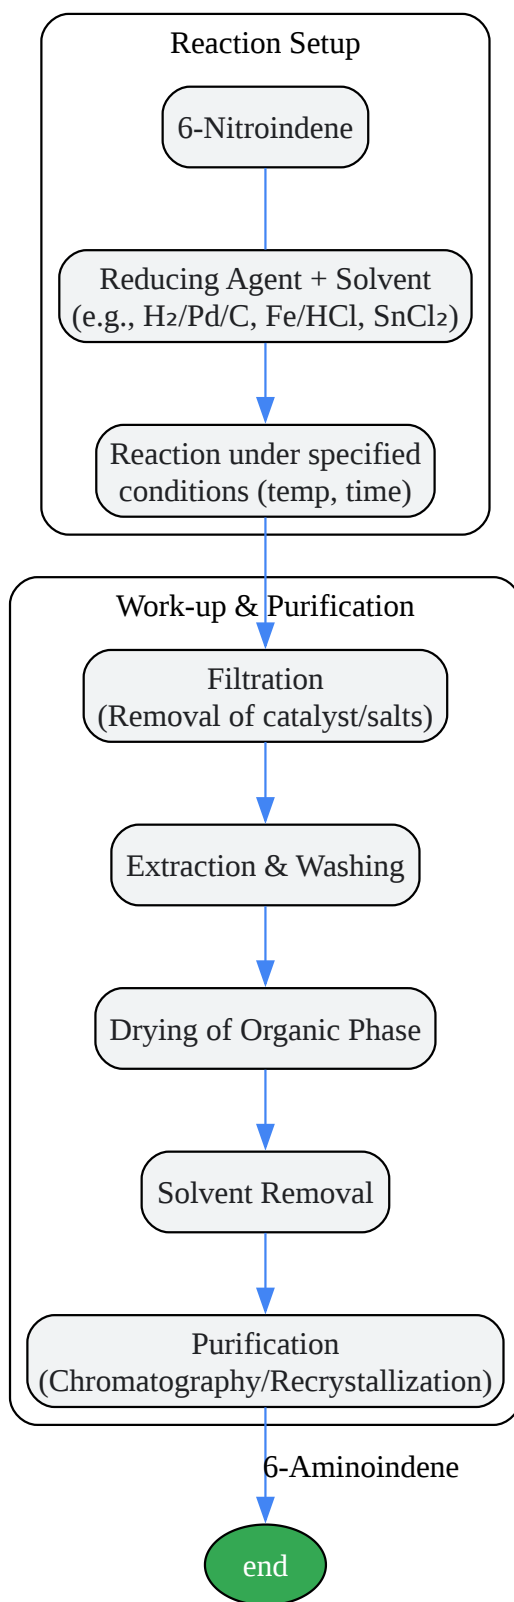 Reaction Setup
6-Nitroindene
Reducing Agent + Solvent
(e.g., H₂/Pd/C, Fe/HCl, SnCl₂)
Reaction under specified
conditions (temp, time)
Work-up & Purification
Filtration
(Removal of catalyst/salts)
Extraction & Washing
Drying of Organic Phase
Solvent Removal
Purification
(Chromatography/Recrystallization)
6-Aminoindene
end